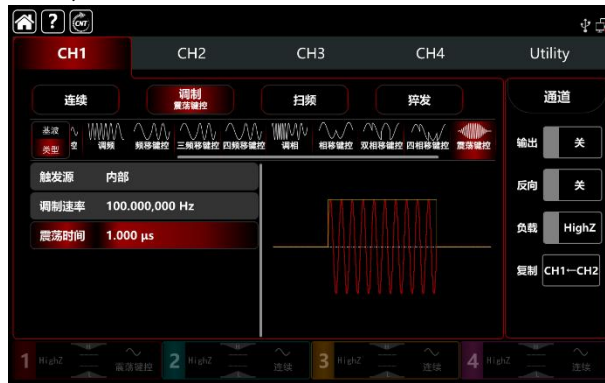 ?
CNT
CH1 CH2 CH3 CH4 Utility
连续 调制 扫频 猝发 通道
震荡键控
基波
类型 空 调频 频移键控 三频移键控 四频移键控 调相 相移键控 双相移键控 四相移键控 震荡键控
输出 关
触发源 内部
反向 关
调制速率 100.000,000 Hz
负载 HighZ
震荡时间 1.000 µs
复制 CH1←CH2
1 HighZ 震荡键控 2 HighZ 连续 3 HighZ 连续 4 HighZ 连续